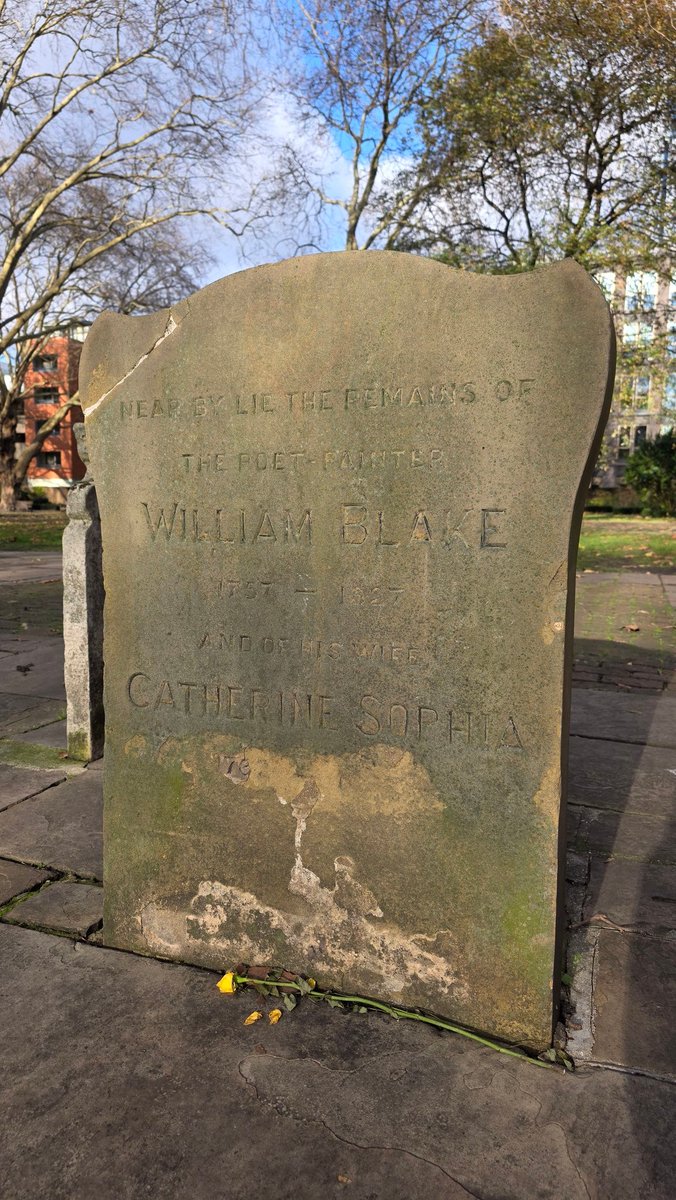 NEAR BY LIE THE REMAINS OF
THE POET-PAINTER
WILLIAM BLAKE
1757 — 1827
AND OF HIS WIFE
CATHERINE SOPHIA
176